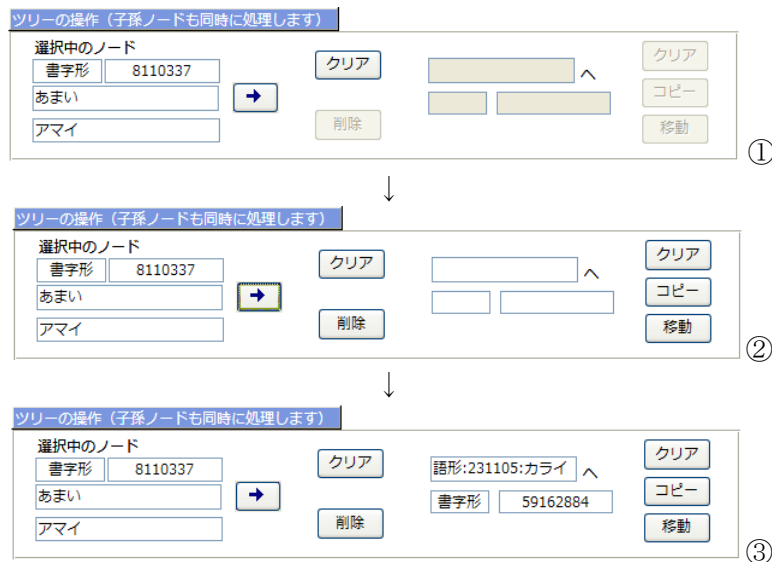 ツリーの操作（子孫ノードも同時に処理します）
選択中のノード
書字形 8110337
クリア
へ
クリア
あまい
➜
コピー
アマイ
削除
移動
①
↓
ツリーの操作（子孫ノードも同時に処理します）
選択中のノード
書字形 8110337
クリア
へ
クリア
あまい
➜
コピー
アマイ
削除
移動
②
↓
ツリーの操作（子孫ノードも同時に処理します）
選択中のノード
書字形 8110337
クリア
語形:231105:カライ へ
クリア
あまい
➜
書字形 59162884
コピー
アマイ
削除
移動
③